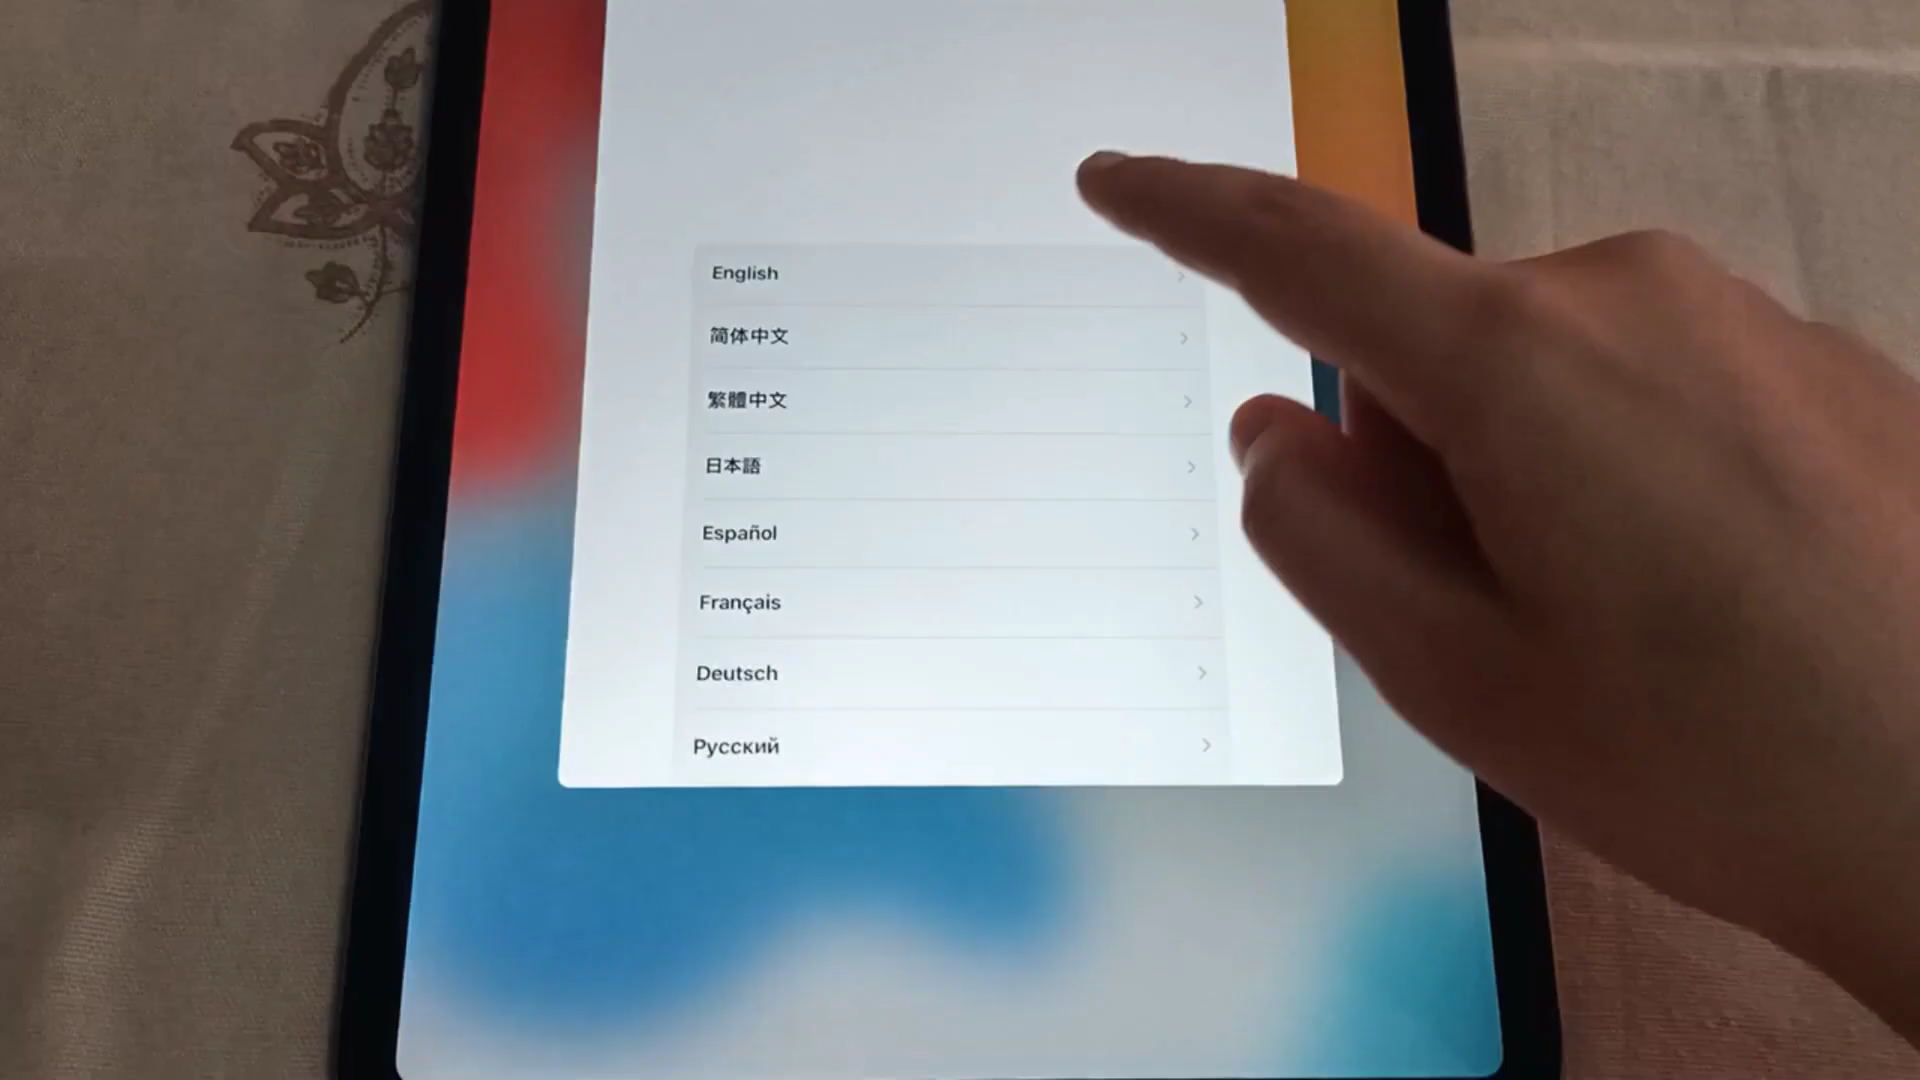 English
简体中文
繁體中文
日本語
Español
Français
Deutsch
Русский